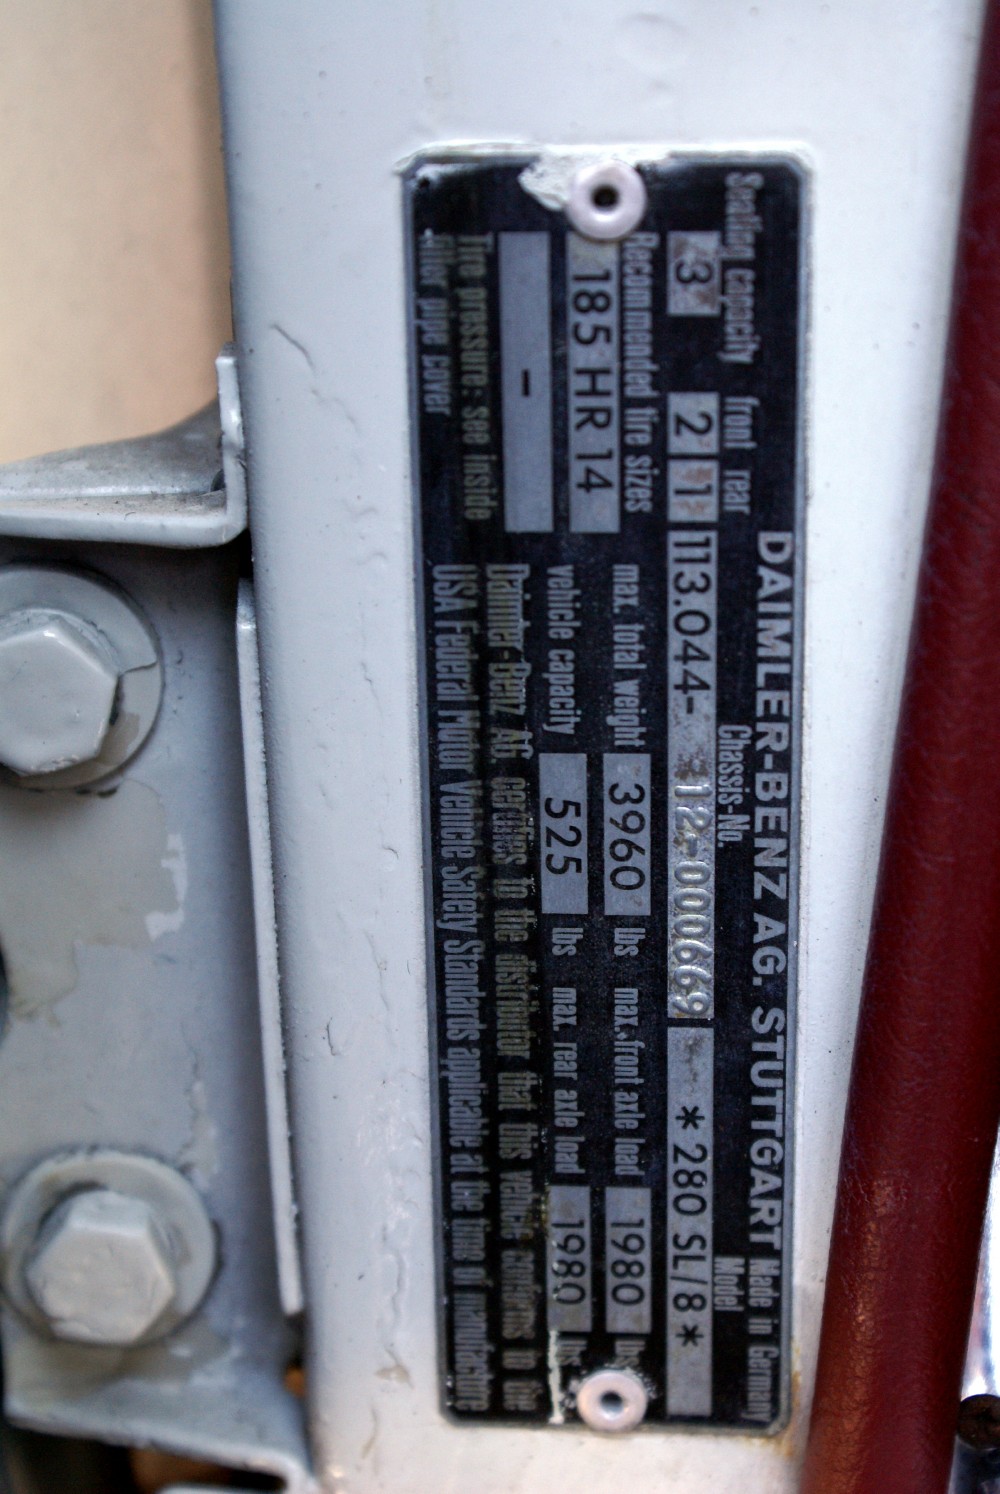 DAIMLER-BENZ AG. STUTTGART Made in Germany
Seating capacity front rear Chassis-No. Model
3 2 1 113.044- 12-000669 * 280 SL/8 *
Recommended tire sizes max. total weight 3960 lbs max. front axle load 1980 lbs
185 HR 14
vehicle capacity 525 lbs max. rear axle load 1980 lbs
-
Tire pressure: see inside
filler pipe cover
Daimler-Benz AG. certifies to the distributor that this vehicle conforms to the
USA Federal Motor Vehicle Safety Standards applicable at the time of manufacture